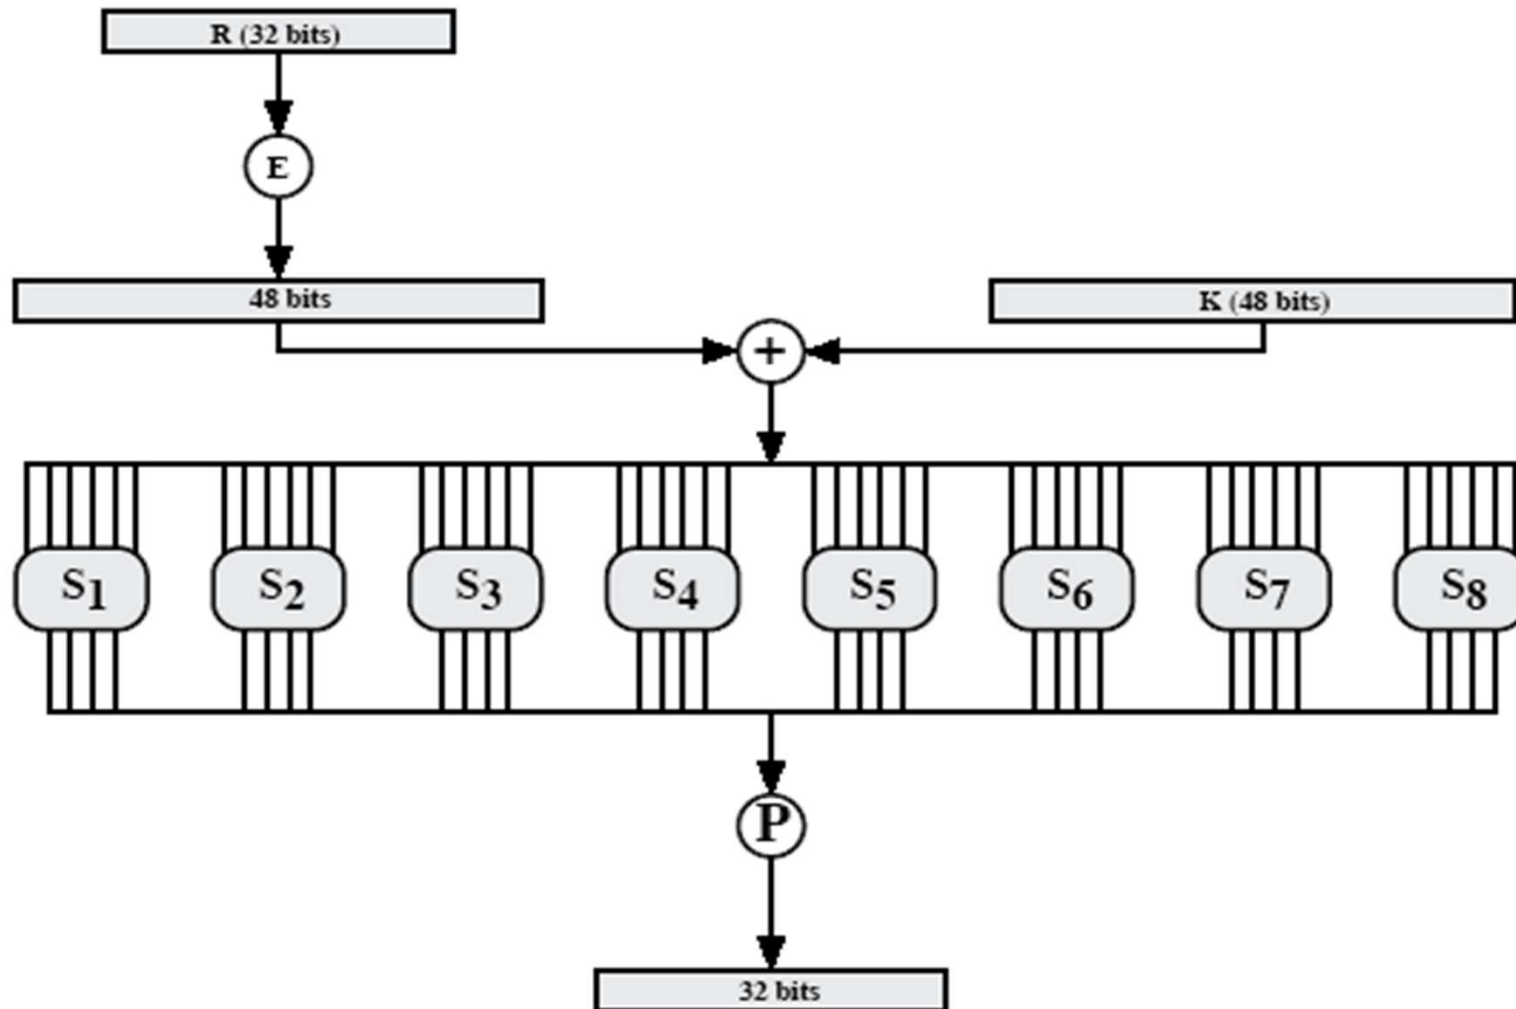 R (32 bits)
E
48 bits
K (48 bits)
+
S1 S2 S3 S4 S5 S6 S7 S8
P
32 bits